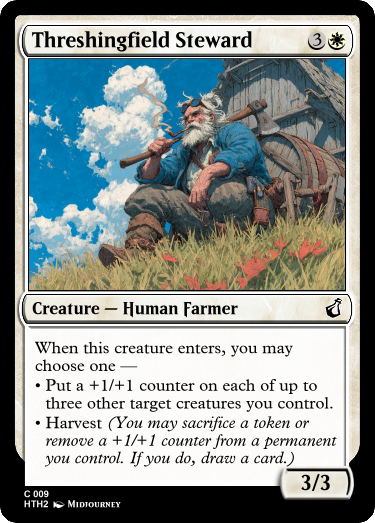 Threshingfield Steward 3
Creature — Human Farmer
When this creature enters, you may
choose one —
• Put a +1/+1 counter on each of up to
three other target creatures you control.
• Harvest (You may sacrifice a token or
remove a +1/+1 counter from a permanent
you control. If you do, draw a card.)
3/3
C 009
HTH2 Midjourney